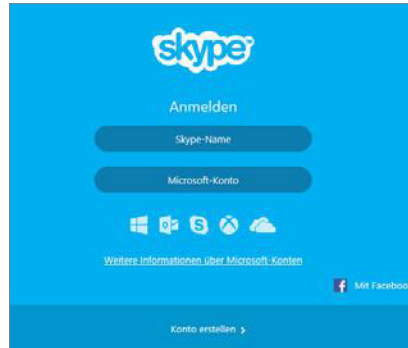 skype
Anmelden
Skype-Name
Microsoft-Konto
Weitere Informationen über Microsoft-Konten
Mit Faceboo
Konto erstellen